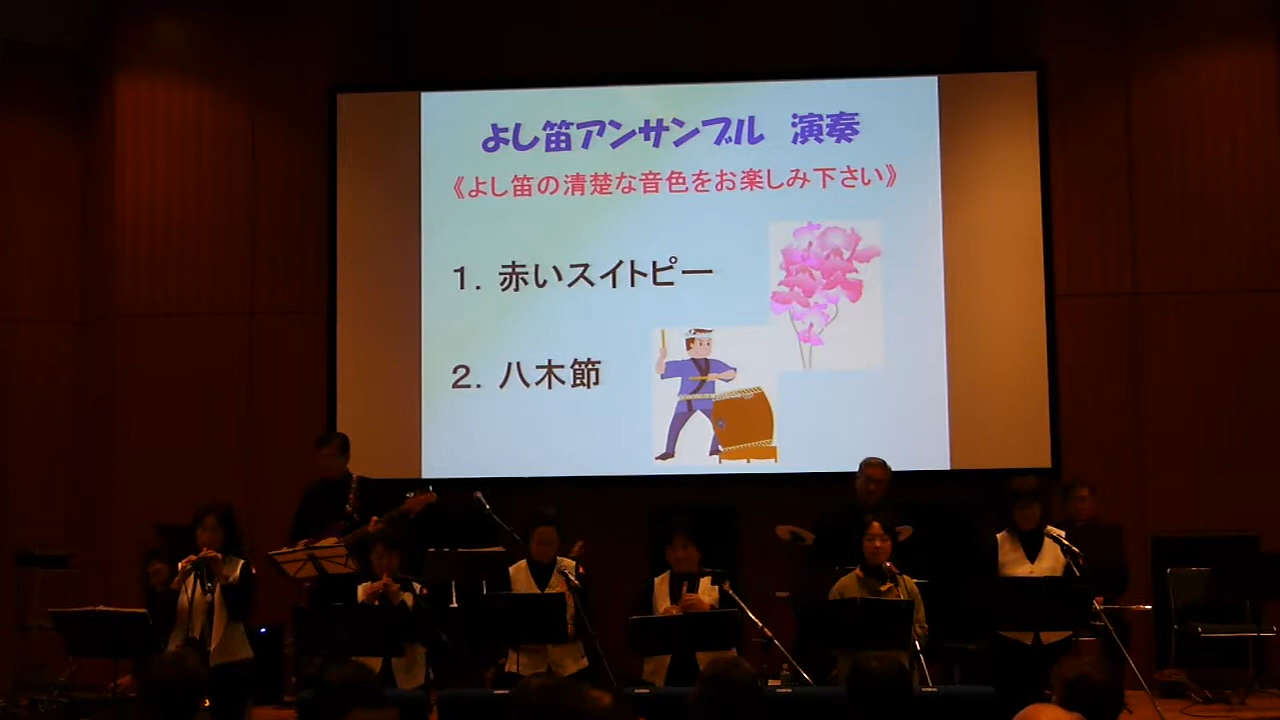 よし笛アンサンブル 演奏
《よし笛の清楚な音色をお楽しみ下さい》
1. 赤いスイトピー
2. 八木節